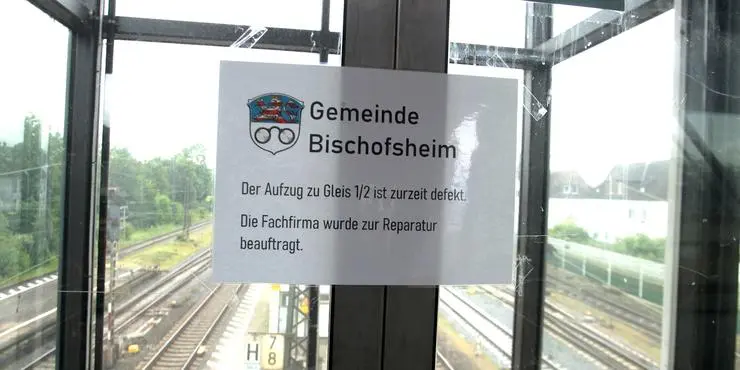 Gemeinde
Bischofsheim
Der Aufzug zu Gleis 1/2 ist zurzeit defekt.
Die Fachfirma wurde zur Reparatur
beauftragt.
H
7
8